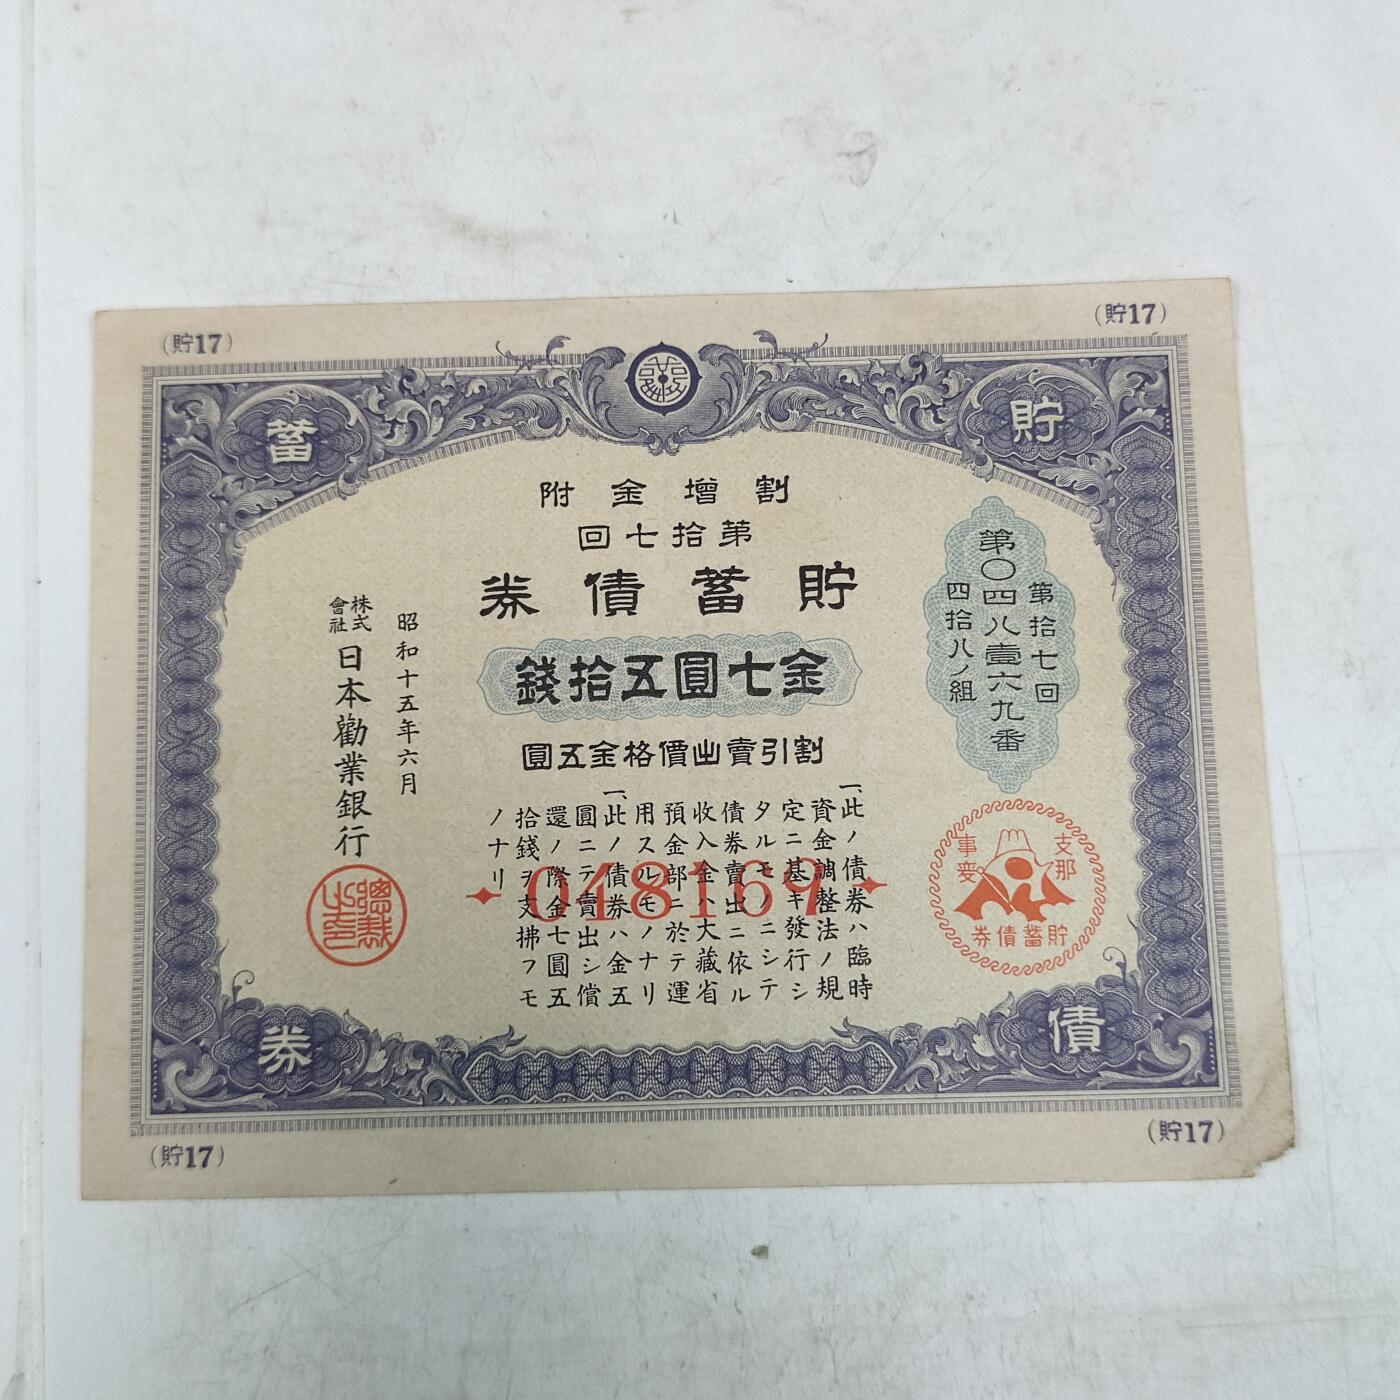 (貯17)
(貯17)
貯
蓄
債
券
割增金附
第拾七回
貯蓄債券
金七圓五拾錢
割引賣出價格金五圓
第拾七回
第〇四八壹六九番
四拾八ノ組
一、此ノ債券ハ臨時
資金調整法ノ規
定ニ基キ發行シ
タルモノニシテ
債券賣出ニ依ル
收入金ハ大藏省
預金部ニ於テ運
用スルモノナリ
一、此ノ債券ハ金五
圓ニテ賣出シ償
還ノ際金七圓五
拾錢ヲ支拂フモ
ノナリ
048169
昭和十五年六月
株式會社日本勸業銀行
支那
事變
貯蓄債券
(貯17)
(貯17)